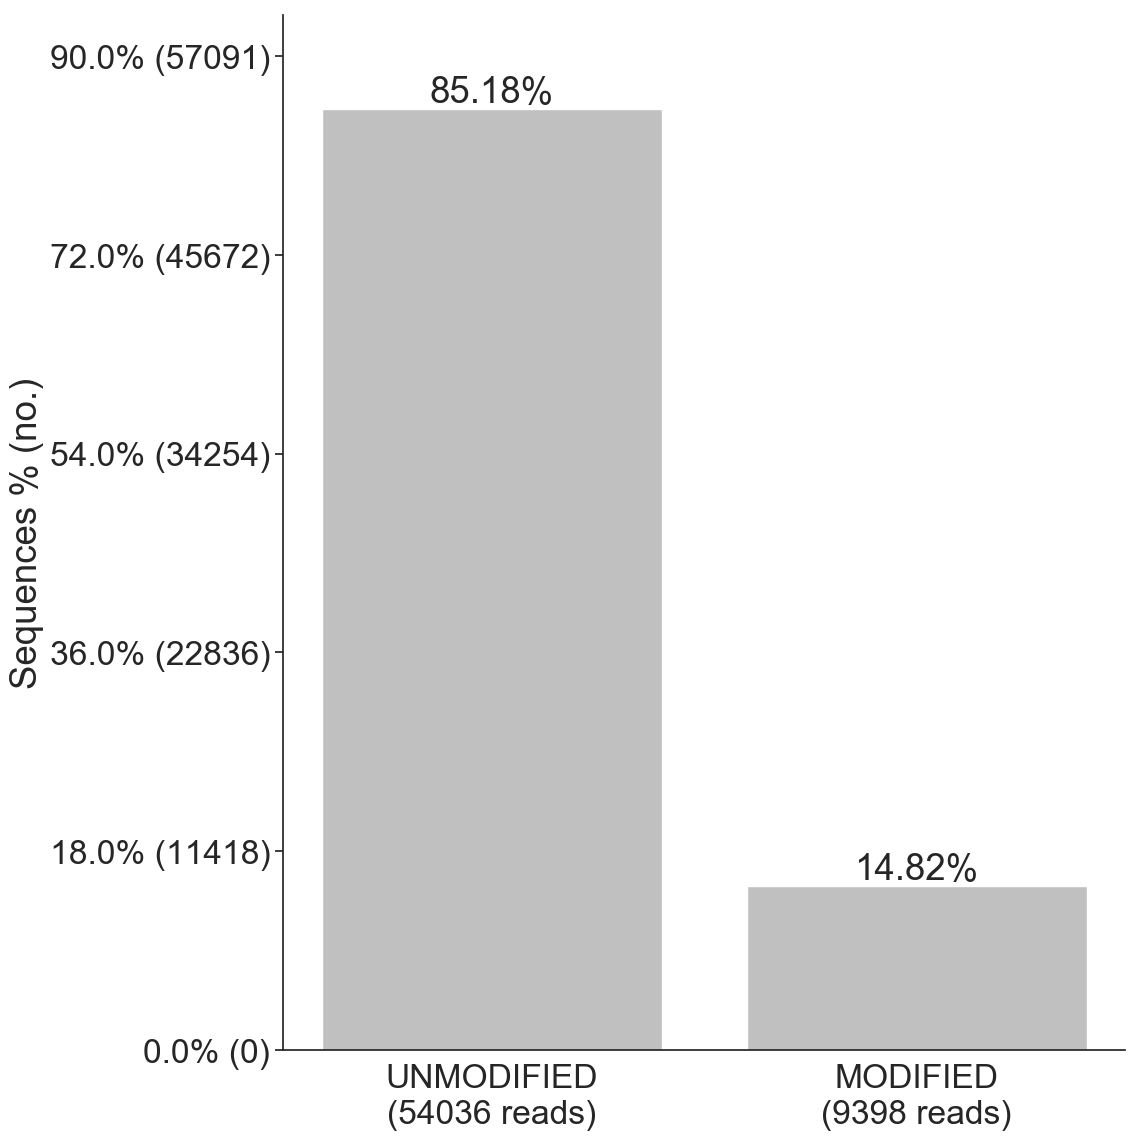 90.0% (57091)
85.18%
72.0% (45672)
54.0% (34254)
Sequences % (no.)
36.0% (22836)
18.0% (11418)
14.82%
0.0% (0)
UNMODIFIED
(54036 reads)
MODIFIED
(9398 reads)